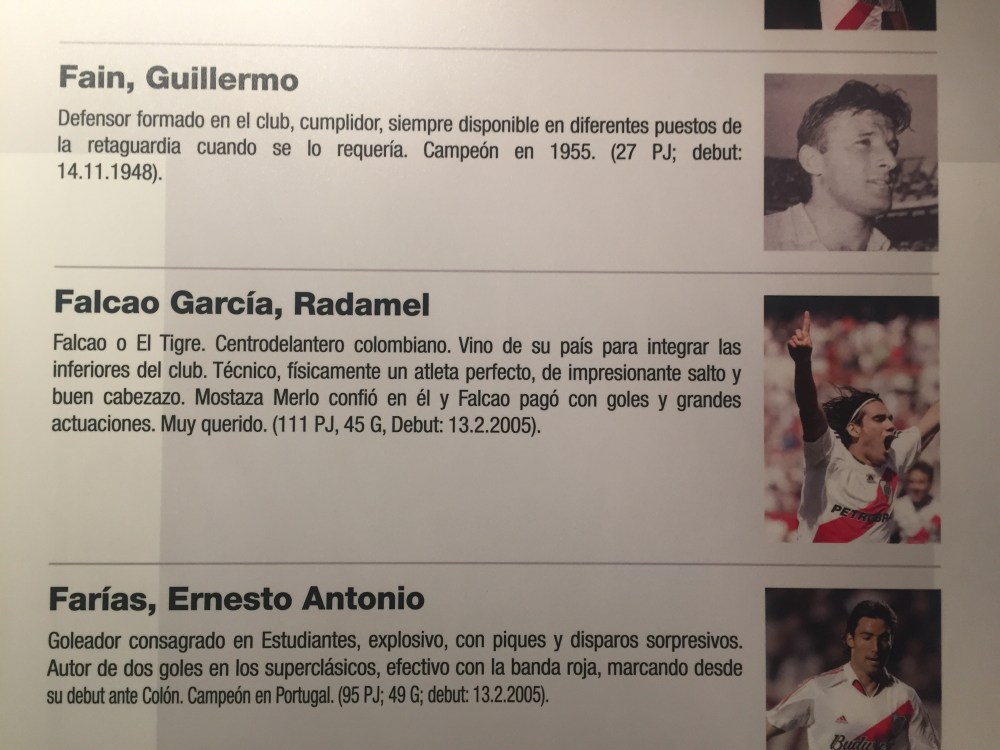 Fain, Guillermo
Defensor formado en el club, cumplidor, siempre disponible en diferentes puestos de
la retaguardia cuando se lo requería. Campeón en 1955. (27 PJ; debut:
14.11.1948).
Falcao García, Radamel
Falcao o El Tigre. Centrodelantero colombiano. Vino de su país para integrar las
inferiores del club. Técnico, físicamente un atleta perfecto, de impresionante salto y
buen cabezazo. Mostaza Merlo confió en él y Falcao pagó con goles y grandes
actuaciones. Muy querido. (111 PJ, 45 G, Debut: 13.2.2005).
PETROBR
Farías, Ernesto Antonio
Goleador consagrado en Estudiantes, explosivo, con piques y disparos sorpresivos.
Autor de dos goles en los superclásicos, efectivo con la banda roja, marcando desde
su debut ante Colón. Campeón en Portugal. (95 PJ; 49 G; debut: 13.2.2005).